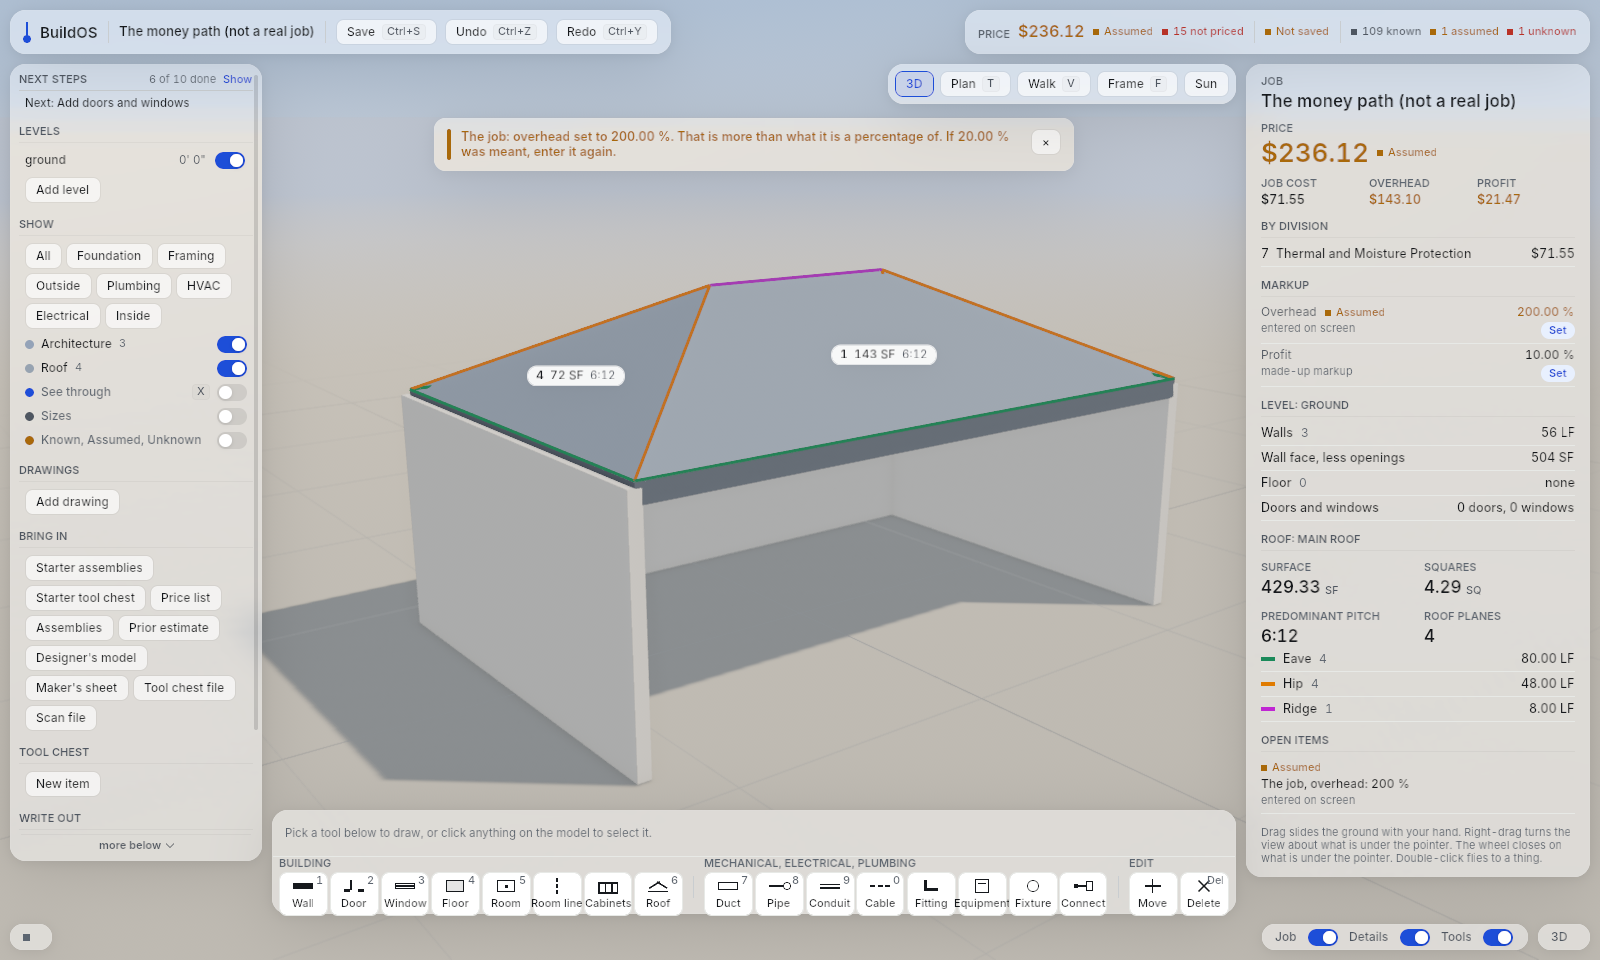 BuildOS
The money path (not a real job)
Save Ctrl+S
Undo Ctrl+Z
Redo Ctrl+Y
PRICE $236.12 Assumed 15 not priced Not saved 109 known 1 assumed 1 unknown
NEXT STEPS 6 of 10 done Show
Next: Add doors and windows
LEVELS
ground 0' 0"
Add level
SHOW
All Foundation Framing
Outside Plumbing HVAC
Electrical Inside
Architecture 3
Roof 4
See through X
Sizes
Known, Assumed, Unknown
DRAWINGS
Add drawing
BRING IN
Starter assemblies
Starter tool chest Price list
Assemblies Prior estimate
Designer's model
Maker's sheet Tool chest file
Scan file
TOOL CHEST
New item
WRITE OUT
more below
3D Plan T Walk V Frame F Sun
The job: overhead set to 200.00 %. That is more than what it is a percentage of. If 20.00 %
was meant, enter it again.
×
4 72 SF 6:12
1 143 SF 6:12
Pick a tool below to draw, or click anything on the model to select it.
BUILDING
1 2 3 4 5 6
Wall Door Window Floor Room Room line Cabinets Roof
MECHANICAL, ELECTRICAL, PLUMBING
7 8 9 0
Duct Pipe Conduit Cable Fitting Equipment Fixture Connect
EDIT
Del
Move Delete
JOB
The money path (not a real job)
PRICE
$236.12 Assumed
JOB COST OVERHEAD PROFIT
$71.55 $143.10 $21.47
BY DIVISION
7 Thermal and Moisture Protection $71.55
MARKUP
Overhead Assumed 200.00 %
entered on screen Set
Profit 10.00 %
made-up markup Set
LEVEL: GROUND
Walls 3 56 LF
Wall face, less openings 504 SF
Floor 0 none
Doors and windows 0 doors, 0 windows
ROOF: MAIN ROOF
SURFACE SQUARES
429.33 SF 4.29 SQ
PREDOMINANT PITCH ROOF PLANES
6:12 4
Eave 4 80.00 LF
Hip 4 48.00 LF
Ridge 1 8.00 LF
OPEN ITEMS
Assumed
The job, overhead: 200 %
entered on screen
Drag slides the ground with your hand. Right-drag turns the
view about what is under the pointer. The wheel closes on
what is under the pointer. Double-click flies to a thing.
Job Details Tools 3D